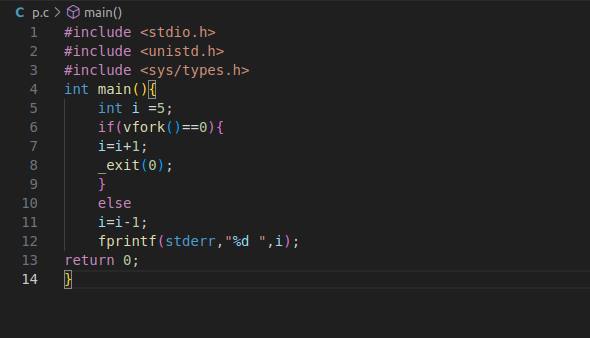 C p.c > main()
1 #include <stdio.h>
2 #include <unistd.h>
3 #include <sys/types.h>
4 int main(){
5     int i =5;
6     if(vfork()==0){
7     i=i+1;
8     _exit(0);
9     }
10     else
11     i=i-1;
12     fprintf(stderr,"%d ",i);
13 return 0;
14 }